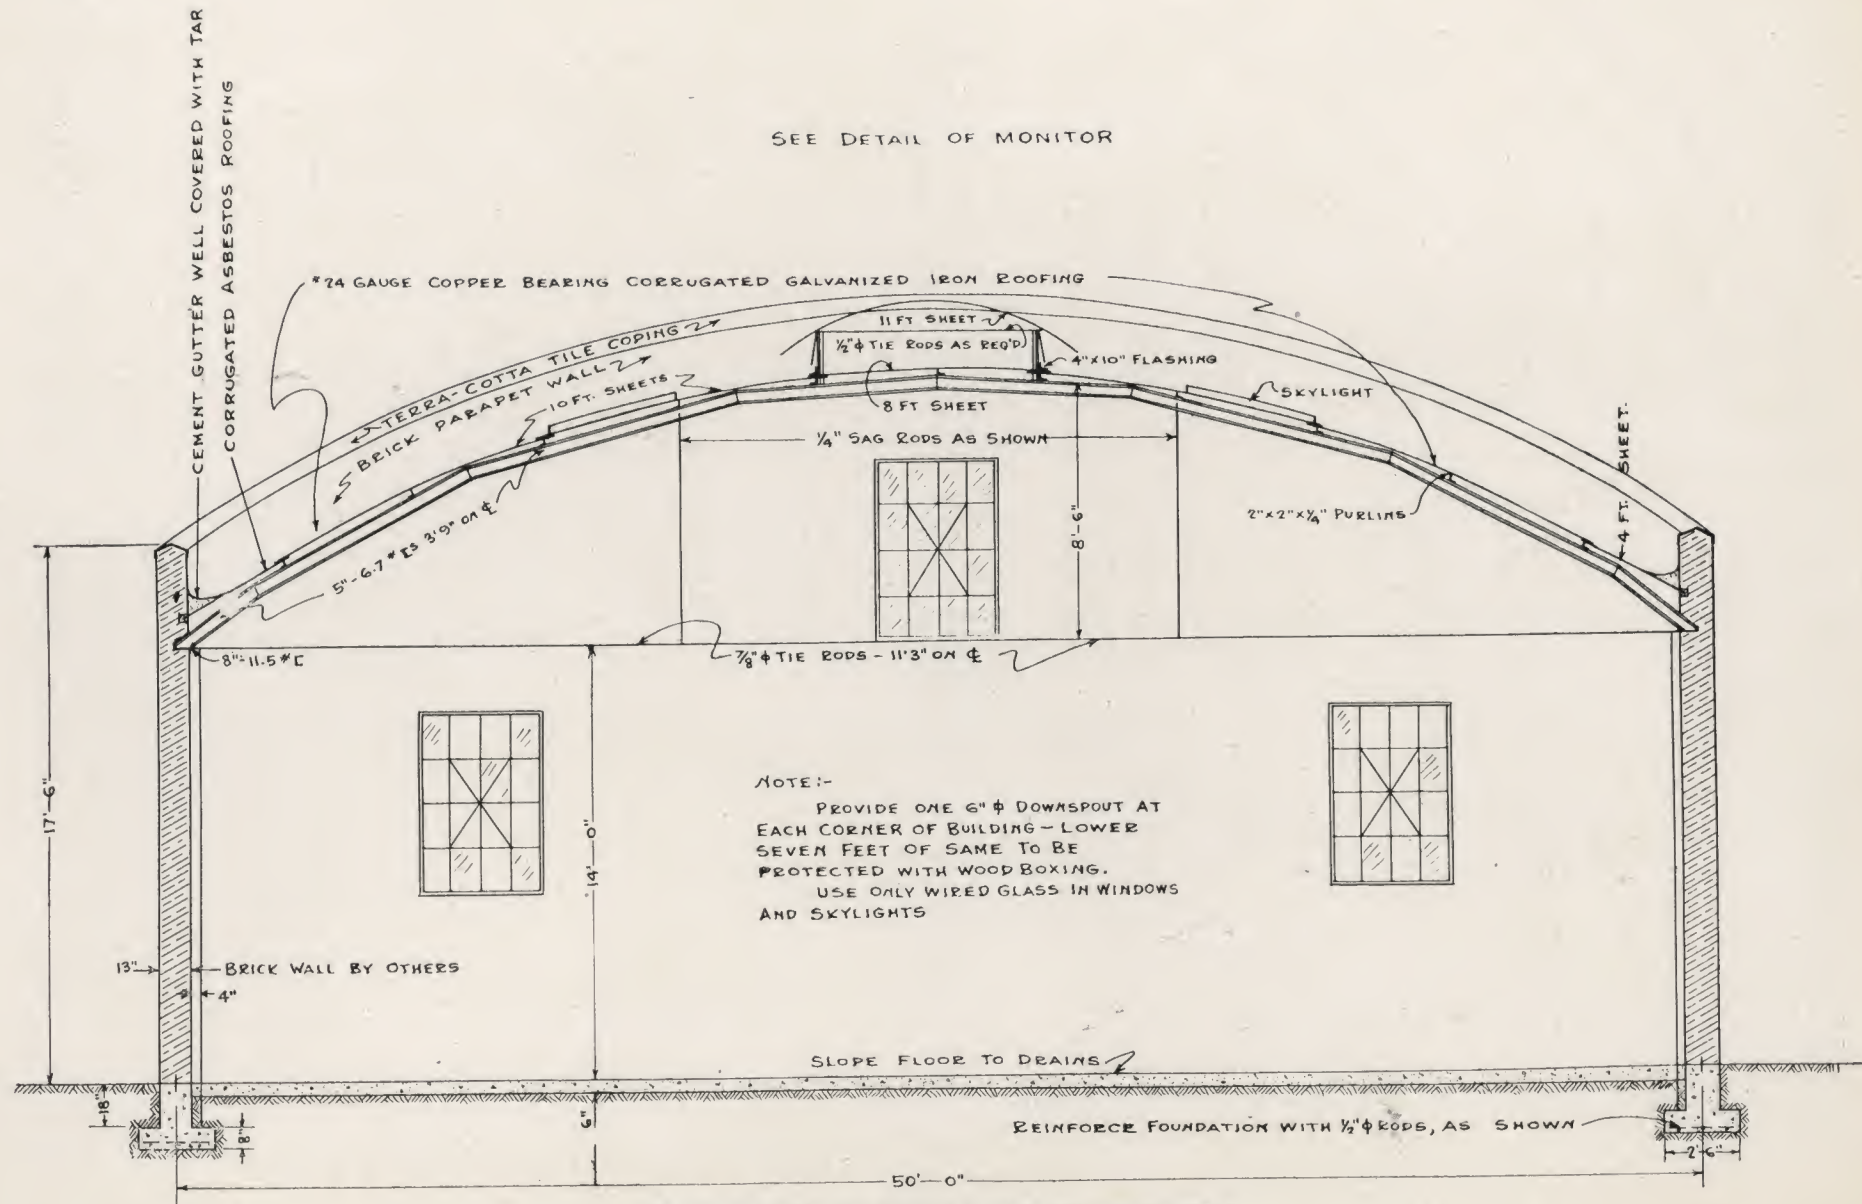 CEMENT GUTTER WELL COVERED WITH TAR
CORRUGATED ASBESTOS ROOFING
SEE DETAIL OF MONITOR
#24 GAUGE COPPER BEARING CORRUGATED GALVANIZED IRON ROOFING
TERRA-COTTA TILE COPING
BRICK PARAPET WALL
10 FT. SHEETS
11 FT SHEET
½"ϕ TIE RODS AS REQ'D
4"X10" FLASHING
8 FT SHEET
SKYLIGHT
¼" SAG RODS AS SHOWN
4 FT. SHEET.
5"-6.7# [s 3'9" ON ℄
2"x2"x¼" PURLINS
8'-6"
8"-11.5# [
⅞"ϕ TIE RODS - 11'3" ON ℄
17'-6"
14'-0"
NOTE:-
PROVIDE ONE 6"ϕ DOWNSPOUT AT
EACH CORNER OF BUILDING - LOWER
SEVEN FEET OF SAME TO BE
PROTECTED WITH WOOD BOXING.
USE ONLY WIRED GLASS IN WINDOWS
AND SKYLIGHTS
13"
BRICK WALL BY OTHERS
4"
SLOPE FLOOR TO DRAINS
18"
8"
6"
REINFORCE FOUNDATION WITH ½"ϕ RODS, AS SHOWN
2'-6"
50'-0"